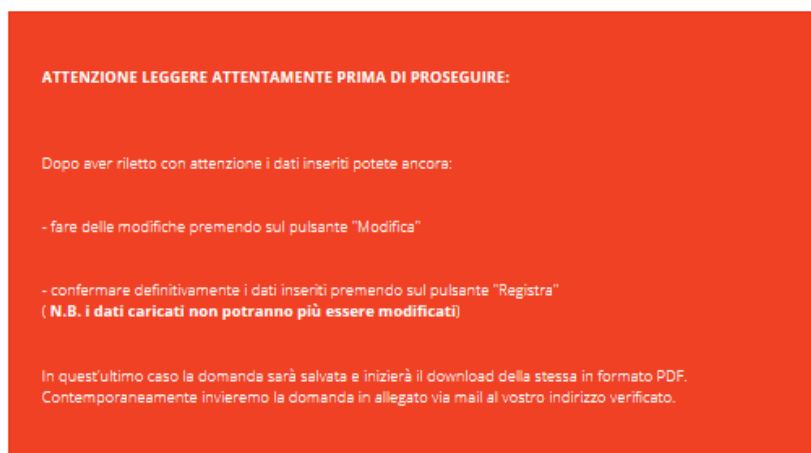 ATTENZIONE LEGGERE ATTENTAMENTE PRIMA DI PROSEGUIRE:
Dopo aver riletto con attenzione i dati inseriti potete ancora:
- fare delle modifiche premendo sul pulsante "Modifica"
- confermare definitivamente i dati inseriti premendo sul pulsante "Registra"
( N.B. i dati caricati non potranno più essere modificati)
In quest'ultimo caso la domanda sarà salvata e inizierà il download della stessa in formato PDF.
Contemporaneamente invieremo la domanda in allegato via mail al vostro indirizzo verificato.